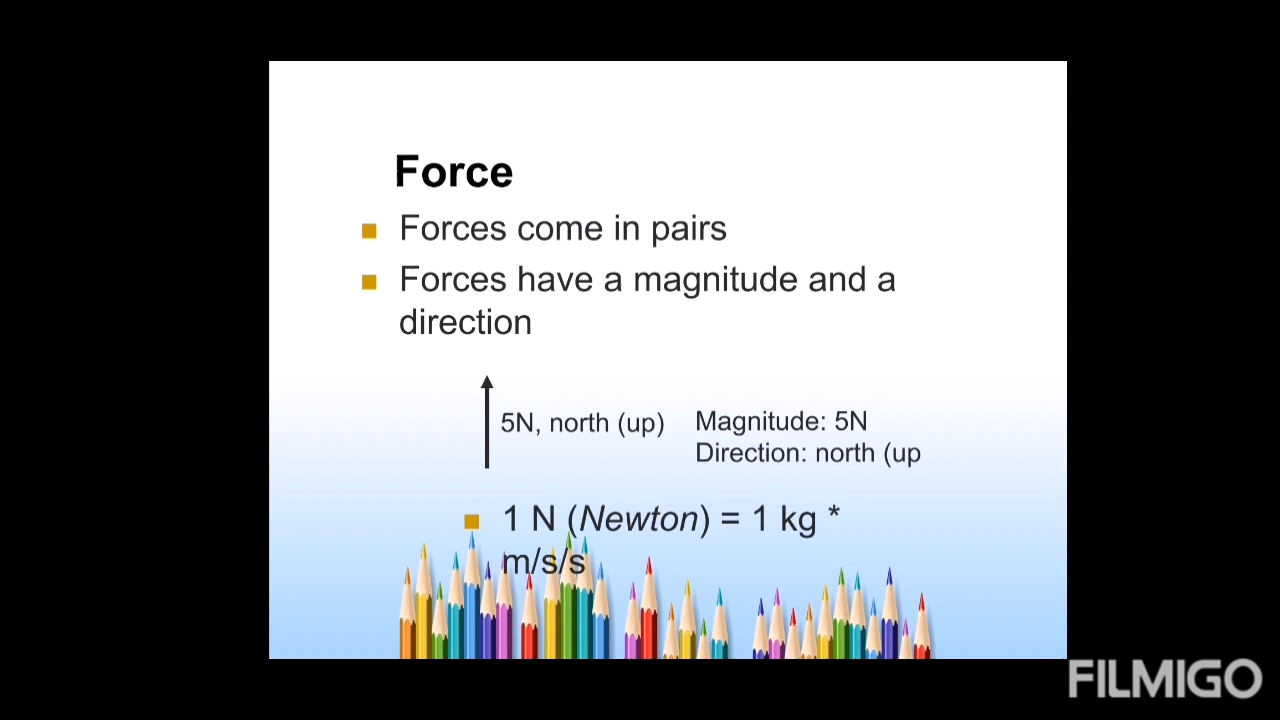 Force
Forces come in pairs
Forces have a magnitude and a
direction
5N, north (up)
Magnitude: 5N
Direction: north (up
1 N (Newton) = 1 kg *
m/s/s
FILMIGO